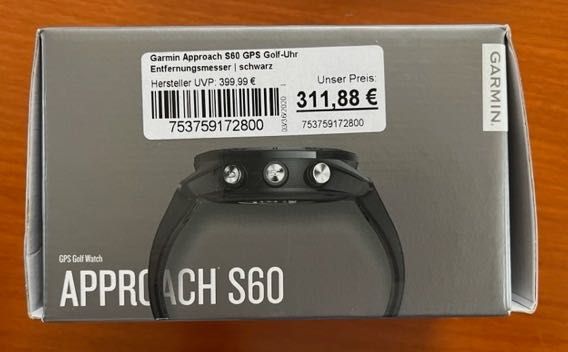 Garmin Approach S60 GPS Golf-Uhr
Entfernungsmesser | schwarz
Hersteller UVP: 399,99 €
Unser Preis:
311,88 €
753759172800
753759172800
GARMIN
GPS Golf Watch
APPROACH S60